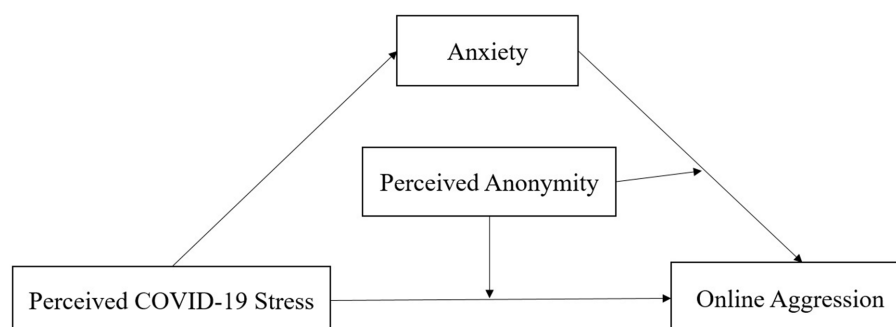 Anxiety
Perceived Anonymity
Perceived COVID-19 Stress
Online Aggression